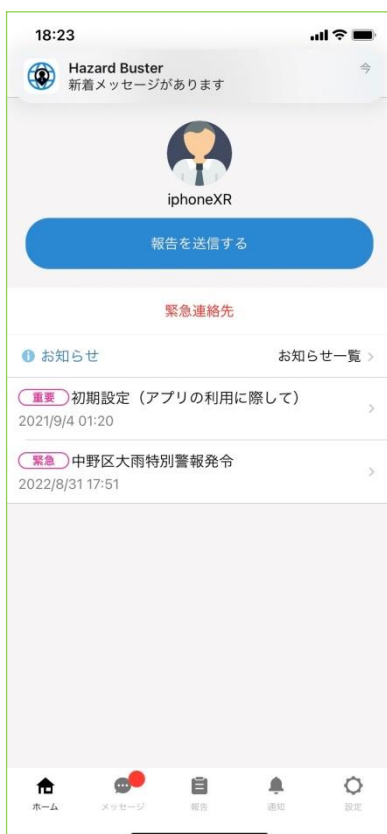 18:23
Hazard Buster
今
新着メッセージがあります
iphoneXR
報告を送信する
緊急連絡先
お知らせ
お知らせ一覧
重要 初期設定（アプリの利用に際して）
2021/9/4 01:20
緊急 中野区大雨特別警報発令
2022/8/31 17:51
ホーム
メッセージ
報告
通知
設定